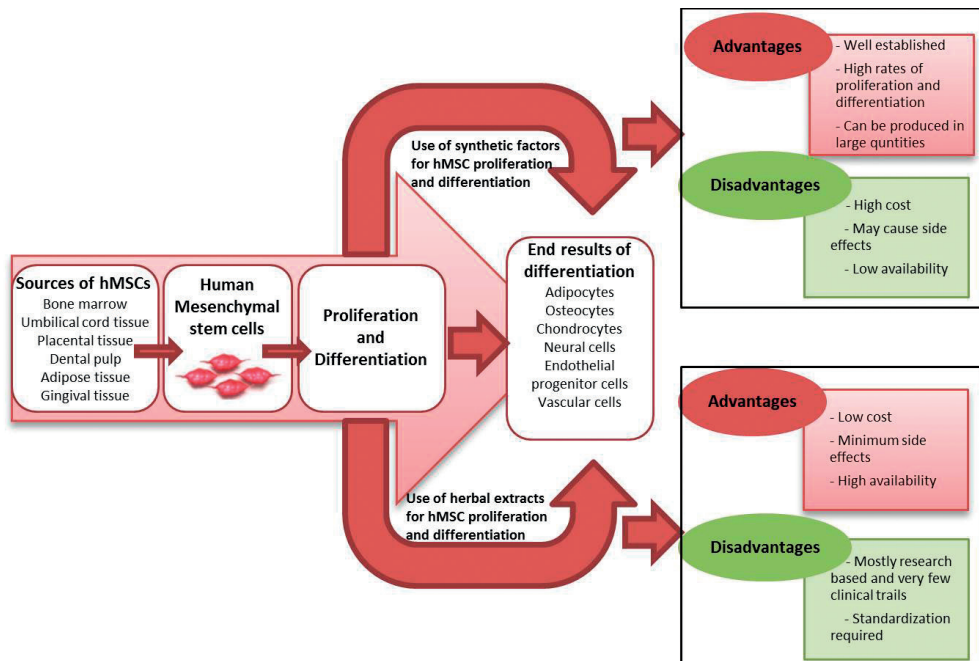 Sources of hMSCs
Bone marrow
Umbilical cord tissue
Placental tissue
Dental pulp
Adipose tissue
Gingival tissue
Human
Mesenchymal
stem cells
Proliferation
and
Differentiation
Use of synthetic factors
for hMSC proliferation
and differentiation
End results of
differentiation
Adipocytes
Osteocytes
Chondrocytes
Neural cells
Endothelial
progenitor cells
Vascular cells
Use of herbal extracts
for hMSC proliferation
and differentiation
Advantages
- Well established
- High rates of
proliferation and
differentiation
- Can be produced in
large quntities
Disadvantages
- High cost
- May cause side
effects
- Low availability
Advantages
- Low cost
- Minimum side
effects
- High availability
Disadvantages
- Mostly research
based and very few
clinical trails
- Standardization
required